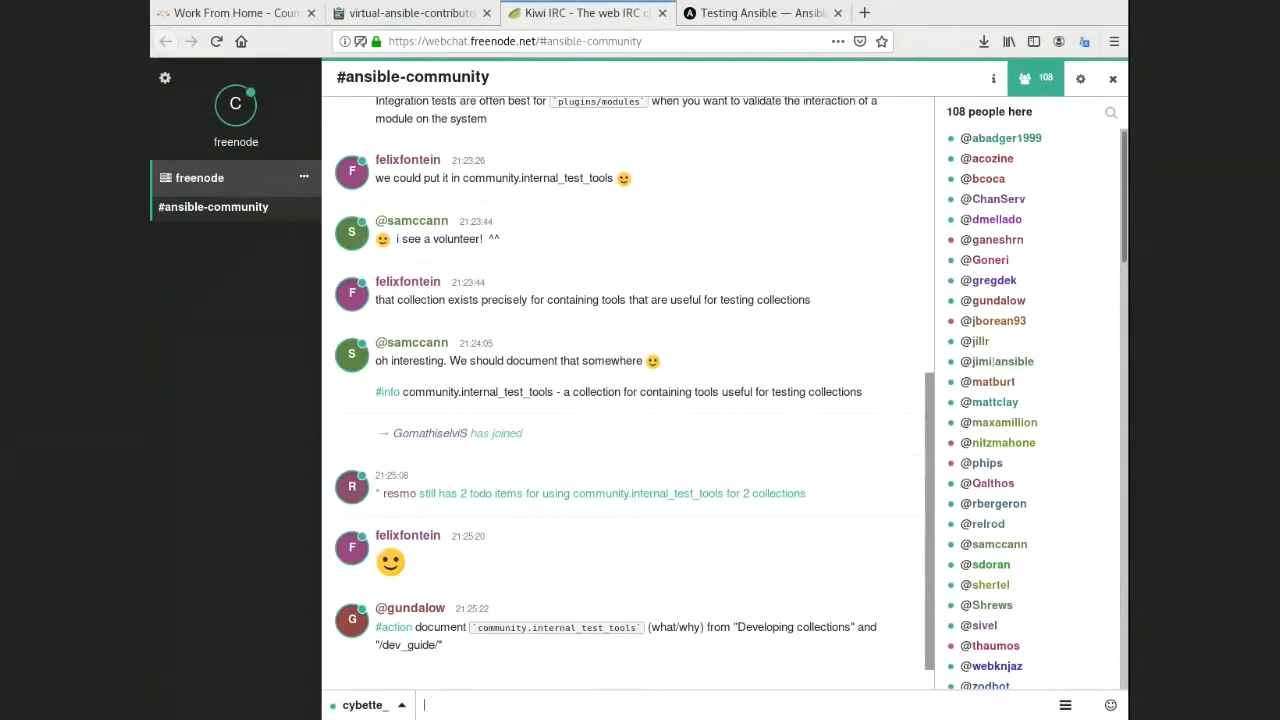 Work From Home - Coun
virtual-ansible-contributo
Kiwi IRC - The web IRC c
Testing Ansible — Ansibl
https://webchat.freenode.net/#ansible-community
C
freenode
freenode
#ansible-community
#ansible-community
108
Integration tests are often best for `plugins/modules` when you want to validate the interaction of a
module on the system
F
felixfontein 21:23:26
we could put it in community.internal_test_tools
S
@samccann 21:23:44
i see a volunteer! ^^
F
felixfontein 21:23:44
that collection exists precisely for containing tools that are useful for testing collections
S
@samccann 21:24:05
oh interesting. We should document that somewhere
#info community.internal_test_tools - a collection for containing tools useful for testing collections
→ GomathiselviS has joined
R
21:25:08
* resmo still has 2 todo items for using community.internal_test_tools for 2 collections
F
felixfontein 21:25:20
G
@gundalow 21:25:22
#action document `community.internal_test_tools` (what/why) from "Developing collections" and
"/dev_guide/"
cybette_
108 people here
@abadger1999
@acozine
@bcoca
@ChanServ
@dmellado
@ganeshrn
@Goneri
@gregdek
@gundalow
@jborean93
@jillr
@jimi|ansible
@matburt
@mattclay
@maxamillion
@nitzmahone
@phips
@Qalthos
@rbergeron
@relrod
@samccann
@sdoran
@shertel
@Shrews
@sivel
@thaumos
@webknjaz
@zodbot